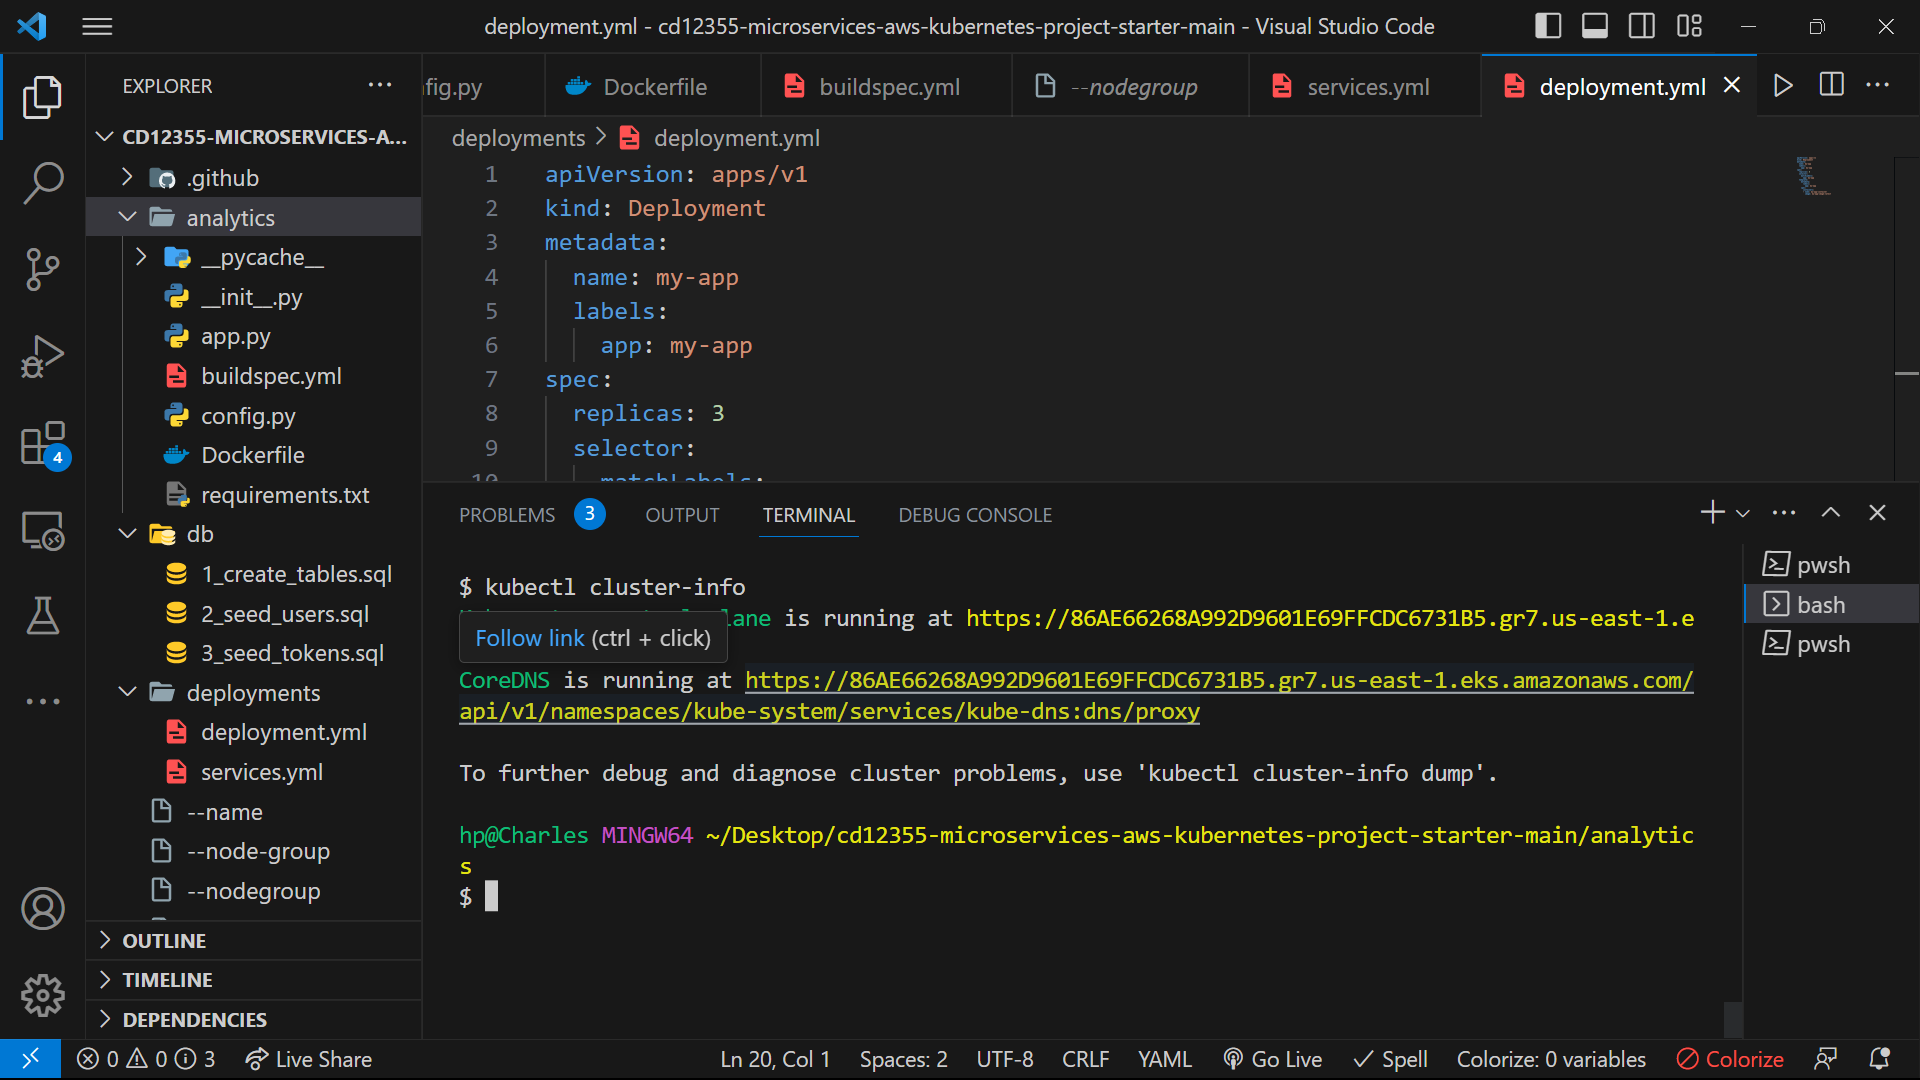 deployment.yml - cd12355-microservices-aws-kubernetes-project-starter-main - Visual Studio Code
EXPLORER
fig.py
Dockerfile
buildspec.yml
--nodegroup
services.yml
deployment.yml
CD12355-MICROSERVICES-A...
.github
analytics
__pycache__
__init__.py
app.py
buildspec.yml
config.py
Dockerfile
requirements.txt
db
1_create_tables.sql
2_seed_users.sql
3_seed_tokens.sql
deployments
deployment.yml
services.yml
--name
--node-group
--nodegroup
OUTLINE
TIMELINE
DEPENDENCIES
4
deployments > deployment.yml
1 apiVersion: apps/v1
2 kind: Deployment
3 metadata:
4 name: my-app
5 labels:
6 app: my-app
7 spec:
8 replicas: 3
9 selector:
10 matchLabels:
PROBLEMS 3 OUTPUT TERMINAL DEBUG CONSOLE
$ kubectl cluster-info
lane is running at https://86AE66268A992D9601E69FFCDC6731B5.gr7.us-east-1.e
Follow link (ctrl + click)
CoreDNS is running at https://86AE66268A992D9601E69FFCDC6731B5.gr7.us-east-1.eks.amazonaws.com/
api/v1/namespaces/kube-system/services/kube-dns:dns/proxy
To further debug and diagnose cluster problems, use 'kubectl cluster-info dump'.
hp@Charles MINGW64 ~/Desktop/cd12355-microservices-aws-kubernetes-project-starter-main/analytic
s
$
pwsh
bash
pwsh
0 0 3 Live Share Ln 20, Col 1 Spaces: 2 UTF-8 CRLF YAML Go Live Spell Colorize: 0 variables Colorize